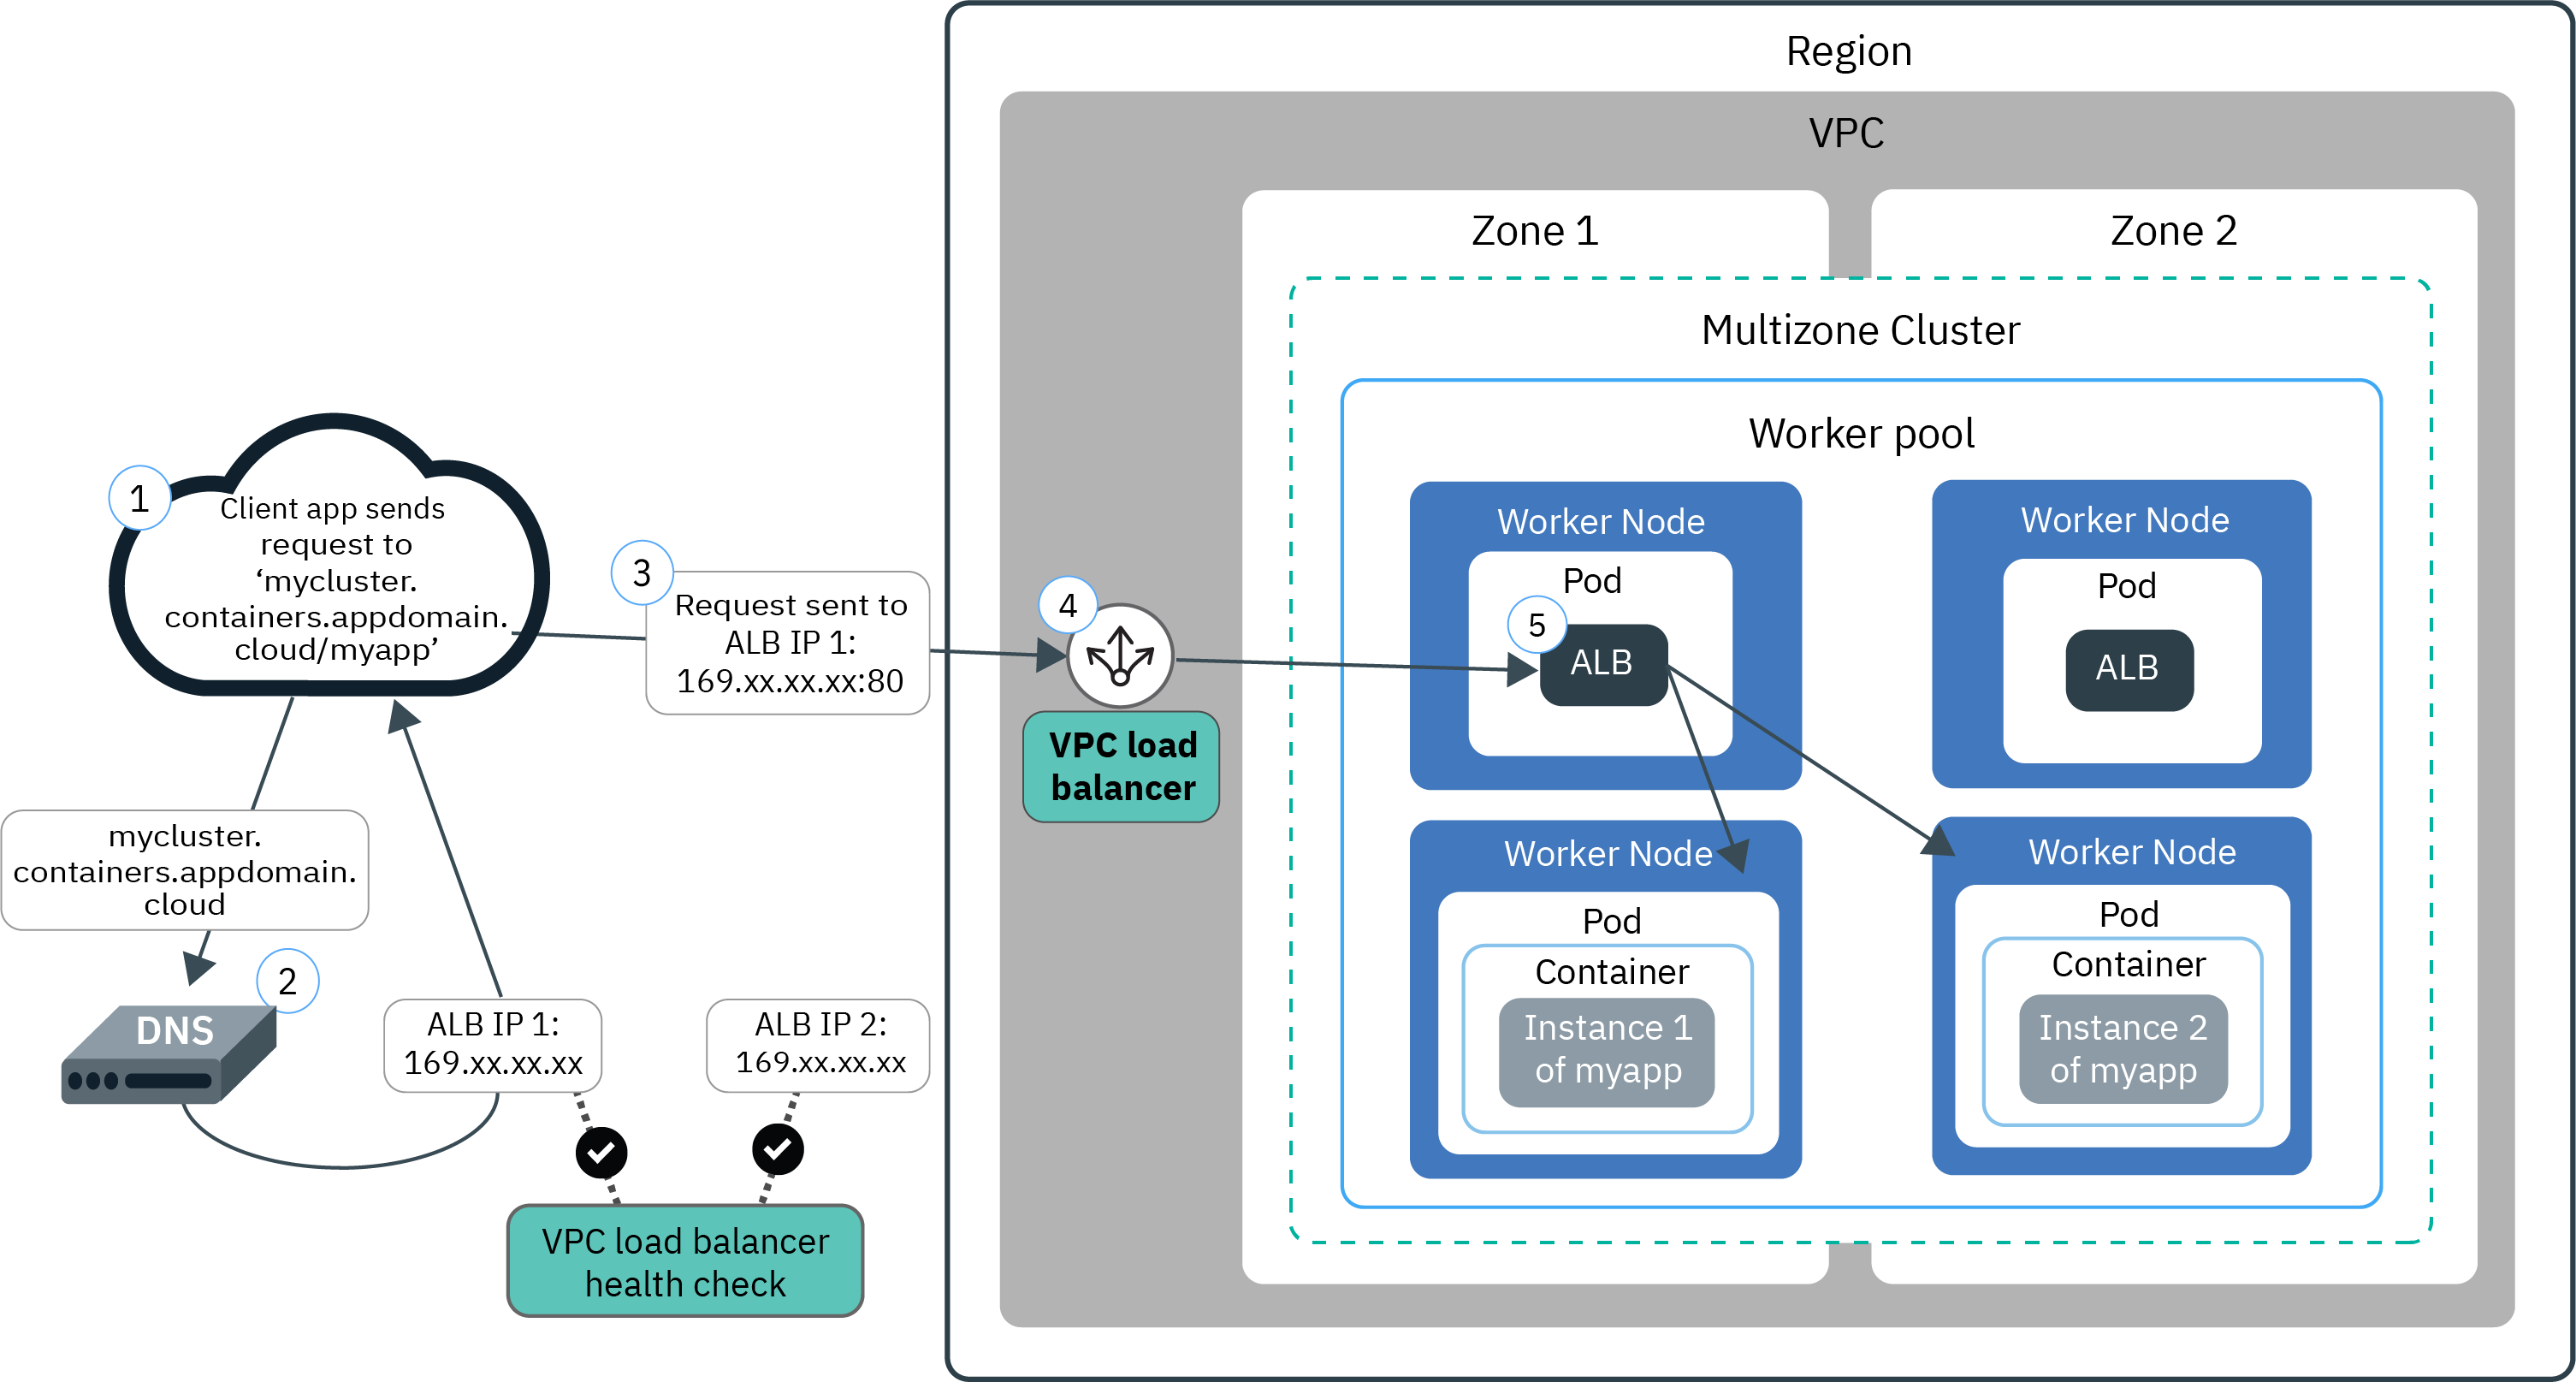 Region
VPC
Zone 1
Zone 2
Multizone Cluster
Worker pool
1
Client app sends
request to
‘mycluster.
containers.appdomain.
cloud/myapp’
3
Request sent to
ALB IP 1:
169.xx.xx.xx:80
4
VPC load
balancer
Worker Node
Pod
5
ALB
Worker Node
Pod
ALB
mycluster.
containers.appdomain.
cloud
2
DNS
ALB IP 1:
169.xx.xx.xx
ALB IP 2:
169.xx.xx.xx
VPC load balancer
health check
Worker Node
Pod
Container
Instance 1
of myapp
Worker Node
Pod
Container
Instance 2
of myapp